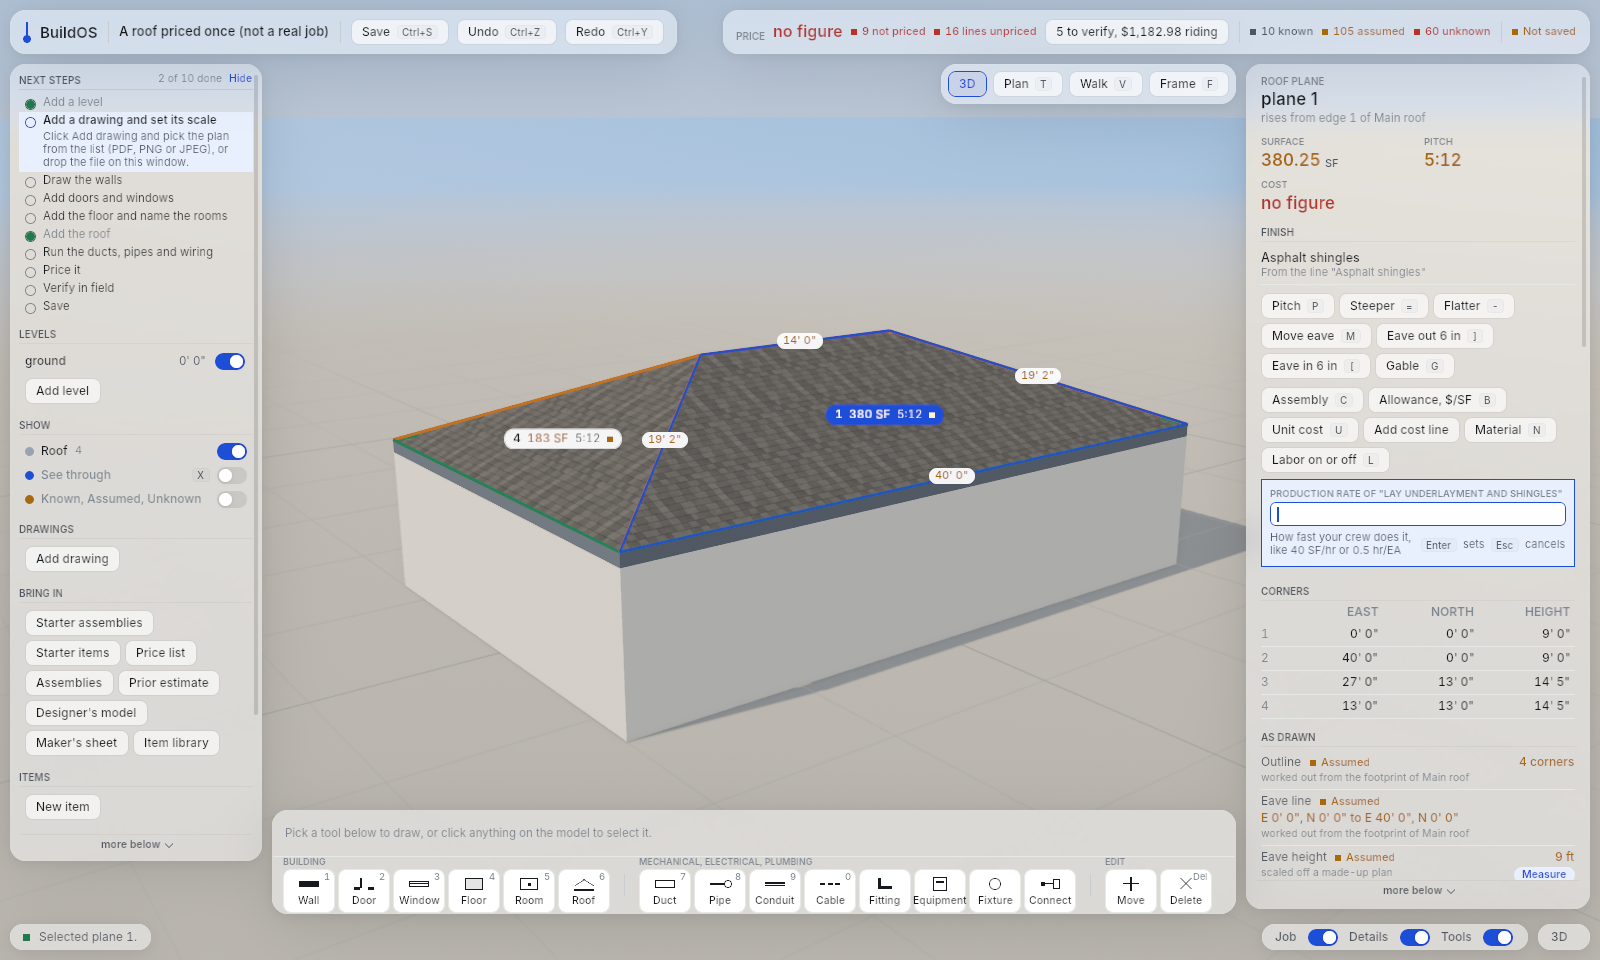 BuildOS
A roof priced once (not a real job)
Save Ctrl+S
Undo Ctrl+Z
Redo Ctrl+Y
PRICE no figure
9 not priced
16 lines unpriced
5 to verify, $1,182.98 riding
10 known
105 assumed
60 unknown
Not saved
NEXT STEPS
2 of 10 done Hide
Add a level
Add a drawing and set its scale
Click Add drawing and pick the plan
from the list (PDF, PNG or JPEG), or
drop the file on this window.
Draw the walls
Add doors and windows
Add the floor and name the rooms
Add the roof
Run the ducts, pipes and wiring
Price it
Verify in field
Save
LEVELS
ground 0' 0"
Add level
SHOW
Roof 4
See through X
Known, Assumed, Unknown
DRAWINGS
Add drawing
BRING IN
Starter assemblies
Starter items Price list
Assemblies Prior estimate
Designer's model
Maker's sheet Item library
ITEMS
New item
more below
3D
Plan T
Walk V
Frame F
14' 0"
19' 2"
1 380 SF 5:12
4 183 SF 5:12
19' 2"
40' 0"
ROOF PLANE
plane 1
rises from edge 1 of Main roof
SURFACE PITCH
380.25 SF 5:12
COST
no figure
FINISH
Asphalt shingles
From the line "Asphalt shingles"
Pitch P Steeper = Flatter -
Move eave M Eave out 6 in ]
Eave in 6 in [ Gable G
Assembly C Allowance, $/SF B
Unit cost U Add cost line Material N
Labor on or off L
PRODUCTION RATE OF "LAY UNDERLAYMENT AND SHINGLES"
How fast your crew does it,
like 40 SF/hr or 0.5 hr/EA
Enter sets Esc cancels
CORNERS
EAST NORTH HEIGHT
1 0' 0" 0' 0" 9' 0"
2 40' 0" 0' 0" 9' 0"
3 27' 0" 13' 0" 14' 5"
4 13' 0" 13' 0" 14' 5"
AS DRAWN
Outline Assumed 4 corners
worked out from the footprint of Main roof
Eave line Assumed
E 0' 0", N 0' 0" to E 40' 0", N 0' 0"
worked out from the footprint of Main roof
Eave height Assumed 9 ft
scaled off a made-up plan Measure
more below
Pick a tool below to draw, or click anything on the model to select it.
BUILDING
Wall 1
Door 2
Window 3
Floor 4
Room 5
Roof 6
MECHANICAL, ELECTRICAL, PLUMBING
Duct 7
Pipe 8
Conduit 9
Cable 0
Fitting
Equipment
Fixture
Connect
EDIT
Move
Delete Del
Selected plane 1.
Job Details Tools 3D